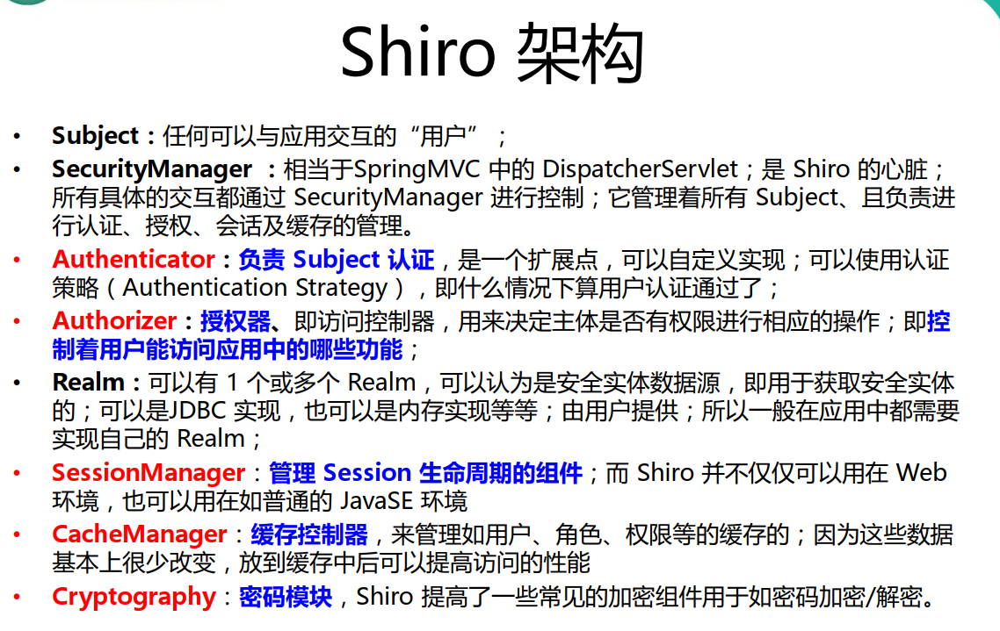 Shiro 架构
• Subject：任何可以与应用交互的“用户”；
• SecurityManager ：相当于SpringMVC 中的 DispatcherServlet；是 Shiro 的心脏；
所有具体的交互都通过 SecurityManager 进行控制；它管理着所有 Subject、且负责进
行认证、授权、会话及缓存的管理。
• Authenticator：负责 Subject 认证，是一个扩展点，可以自定义实现；可以使用认证
策略（Authentication Strategy），即什么情况下算用户认证通过了；
• Authorizer：授权器、即访问控制器，用来决定主体是否有权限进行相应的操作；即控
制着用户能访问应用中的哪些功能；
• Realm：可以有 1 个或多个 Realm，可以认为是安全实体数据源，即用于获取安全实体
的；可以是JDBC 实现，也可以是内存实现等等；由用户提供；所以一般在应用中都需要
实现自己的 Realm；
• SessionManager：管理 Session 生命周期的组件；而 Shiro 并不仅仅可以用在 Web
环境，也可以用在如普通的 JavaSE 环境
• CacheManager：缓存控制器，来管理如用户、角色、权限等的缓存的；因为这些数据
基本上很少改变，放到缓存中后可以提高访问的性能
• Cryptography：密码模块，Shiro 提高了一些常见的加密组件用于如密码加密/解密。